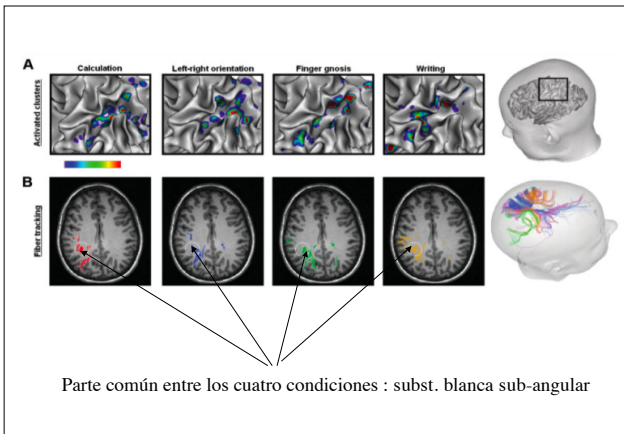 A
Calculation
Left-right orientation
Finger gnosis
Writing
Activated clusters
B
Fiber tracking
Parte común entre los cuatro condiciones : subst. blanca sub-angular